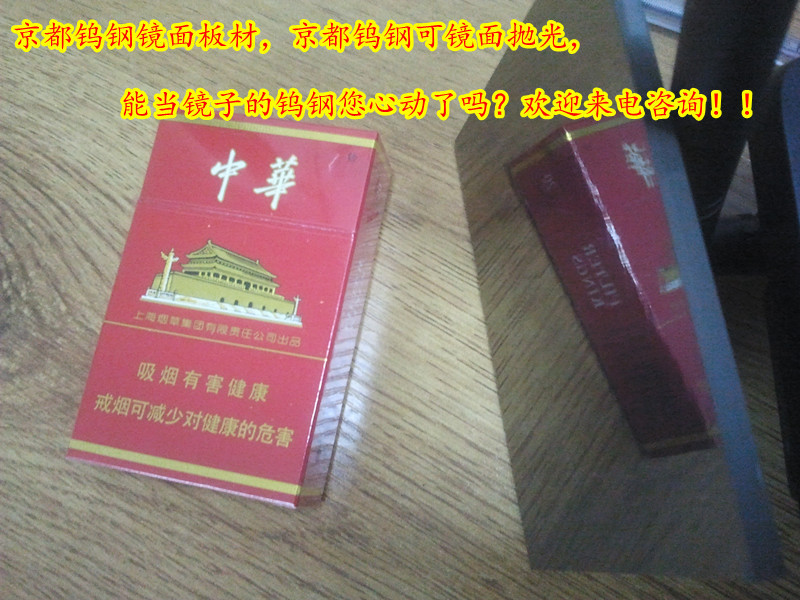 京都钨钢镜面板材，京都钨钢可镜面抛光，
能当镜子的钨钢您心动了吗？欢迎来电咨询！！
中華
上海烟草集团有限责任公司出品
吸烟有害健康
戒烟可减少对健康的危害
華
FILTER
KINGS